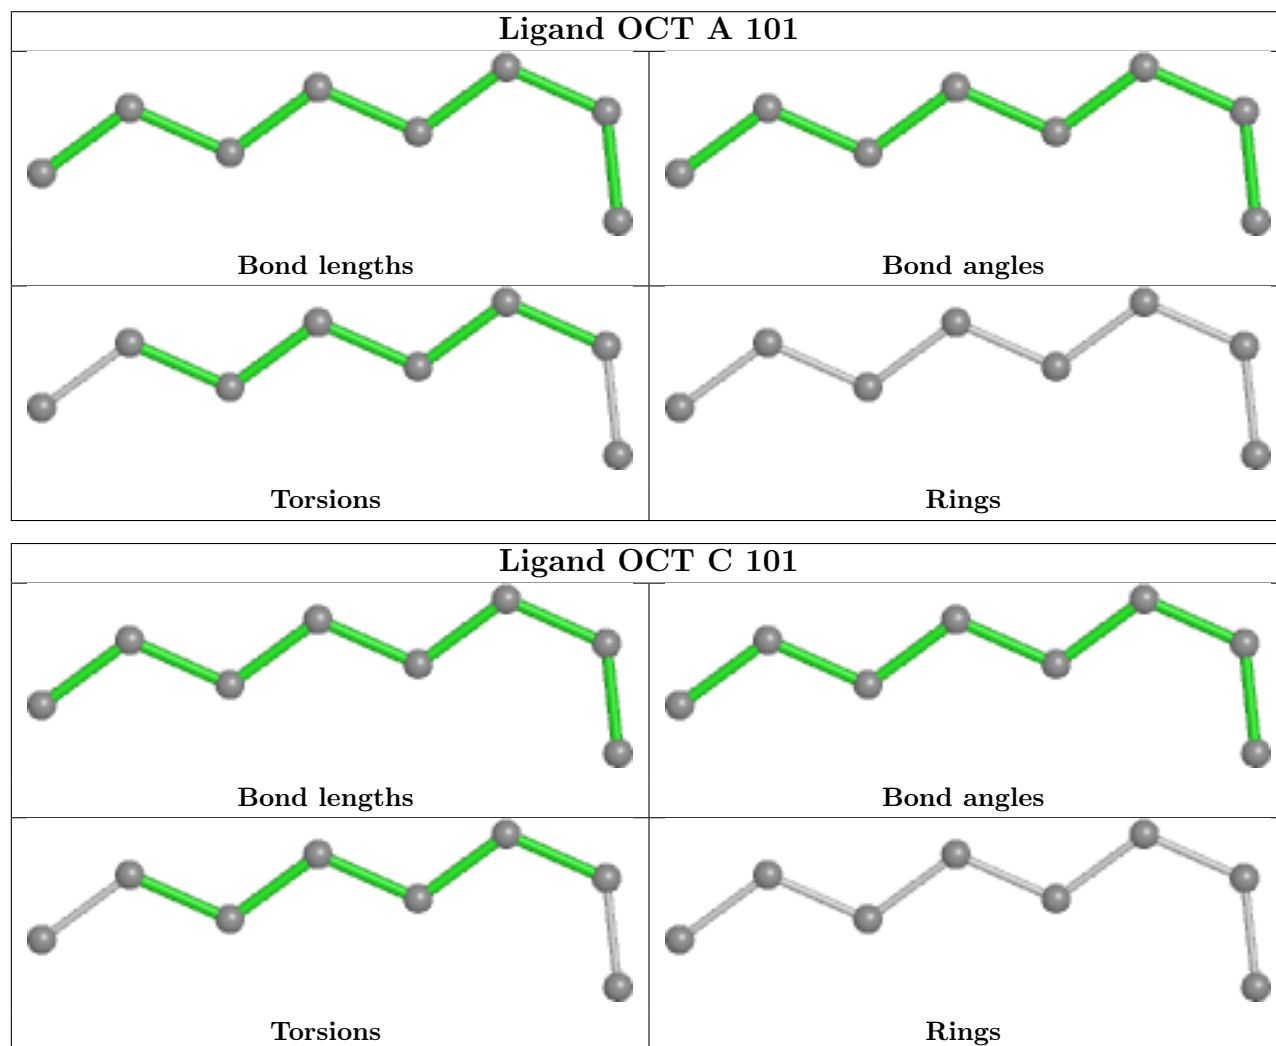 Ligand OCT A 101
Bond lengths
Bond angles
Torsions
Rings
Ligand OCT C 101
Bond lengths
Bond angles
Torsions
Rings